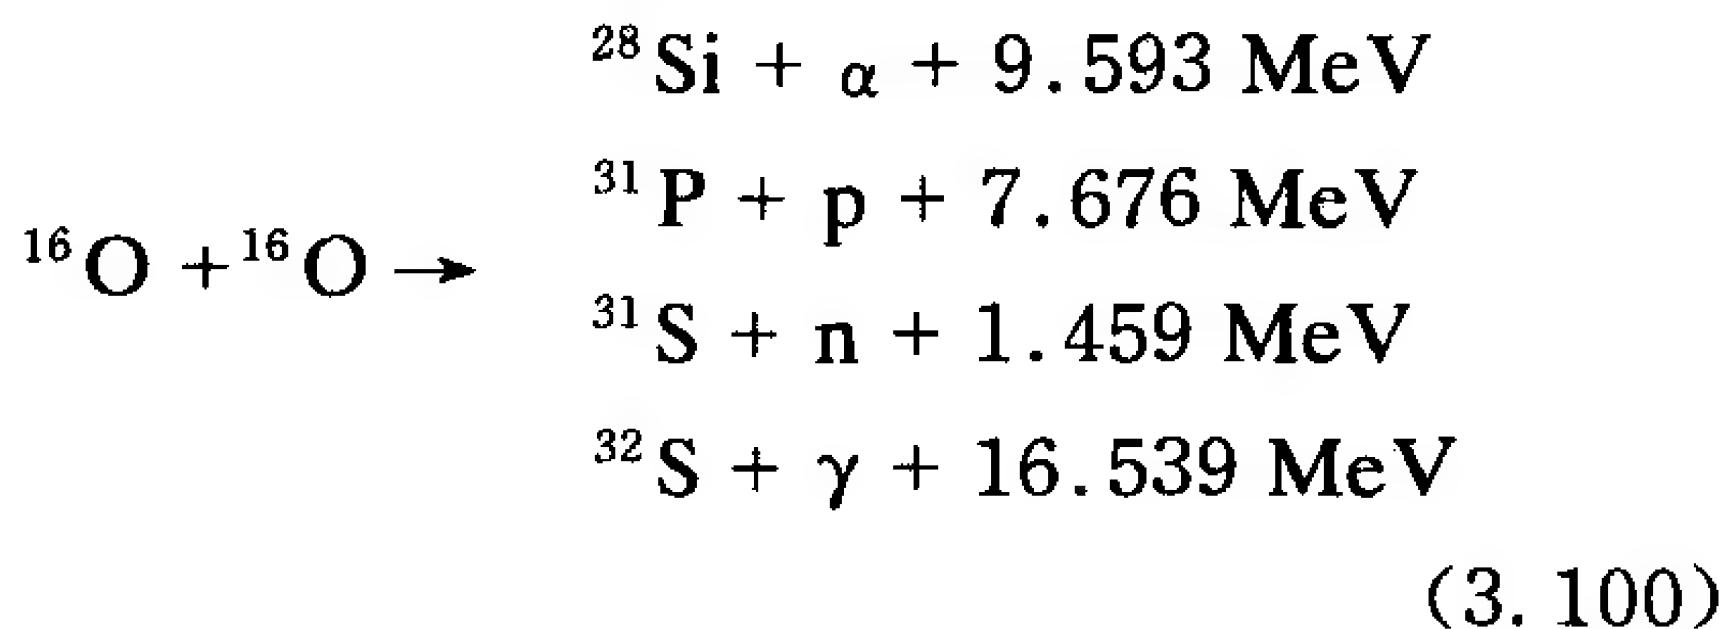 ²⁸Si + α + 9.593 MeV
³¹P + p + 7.676 MeV
¹⁶O + ¹⁶O →
³¹S + n + 1.459 MeV
³²S + γ + 16.539 MeV
(3.100)